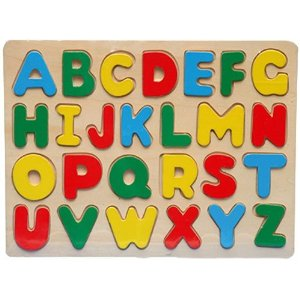 ABCDEFG
HIJKLMN
OPQRST
UVWXYZ